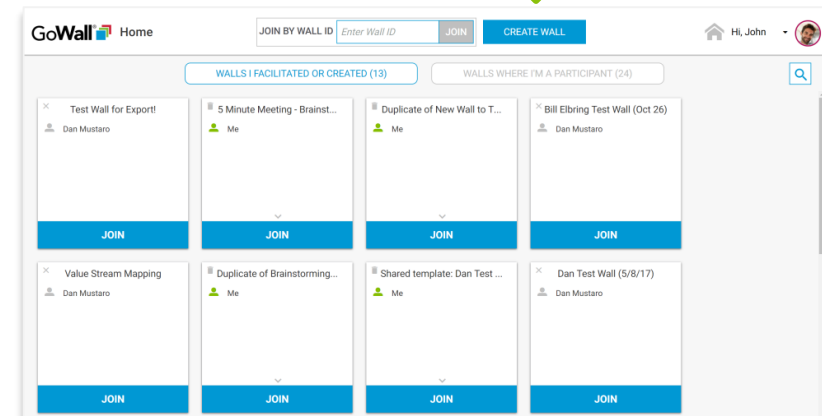 GoWall Home
JOIN BY WALL ID Enter Wall ID JOIN CREATE WALL Hi, John
WALLS I FACILITATED OR CREATED (13) WALLS WHERE I'M A PARTICIPANT (24)
Test Wall for Export! 5 Minute Meeting - Brainst... Duplicate of New Wall to T... Bill Elbring Test Wall (Oct 26)
Dan Mustaro Me Me Dan Mustaro
JOIN JOIN JOIN JOIN
Value Stream Mapping Duplicate of Brainstorming... Shared template: Dan Test ... Dan Test Wall (5/8/17)
Dan Mustaro Me Me Dan Mustaro
JOIN JOIN JOIN JOIN